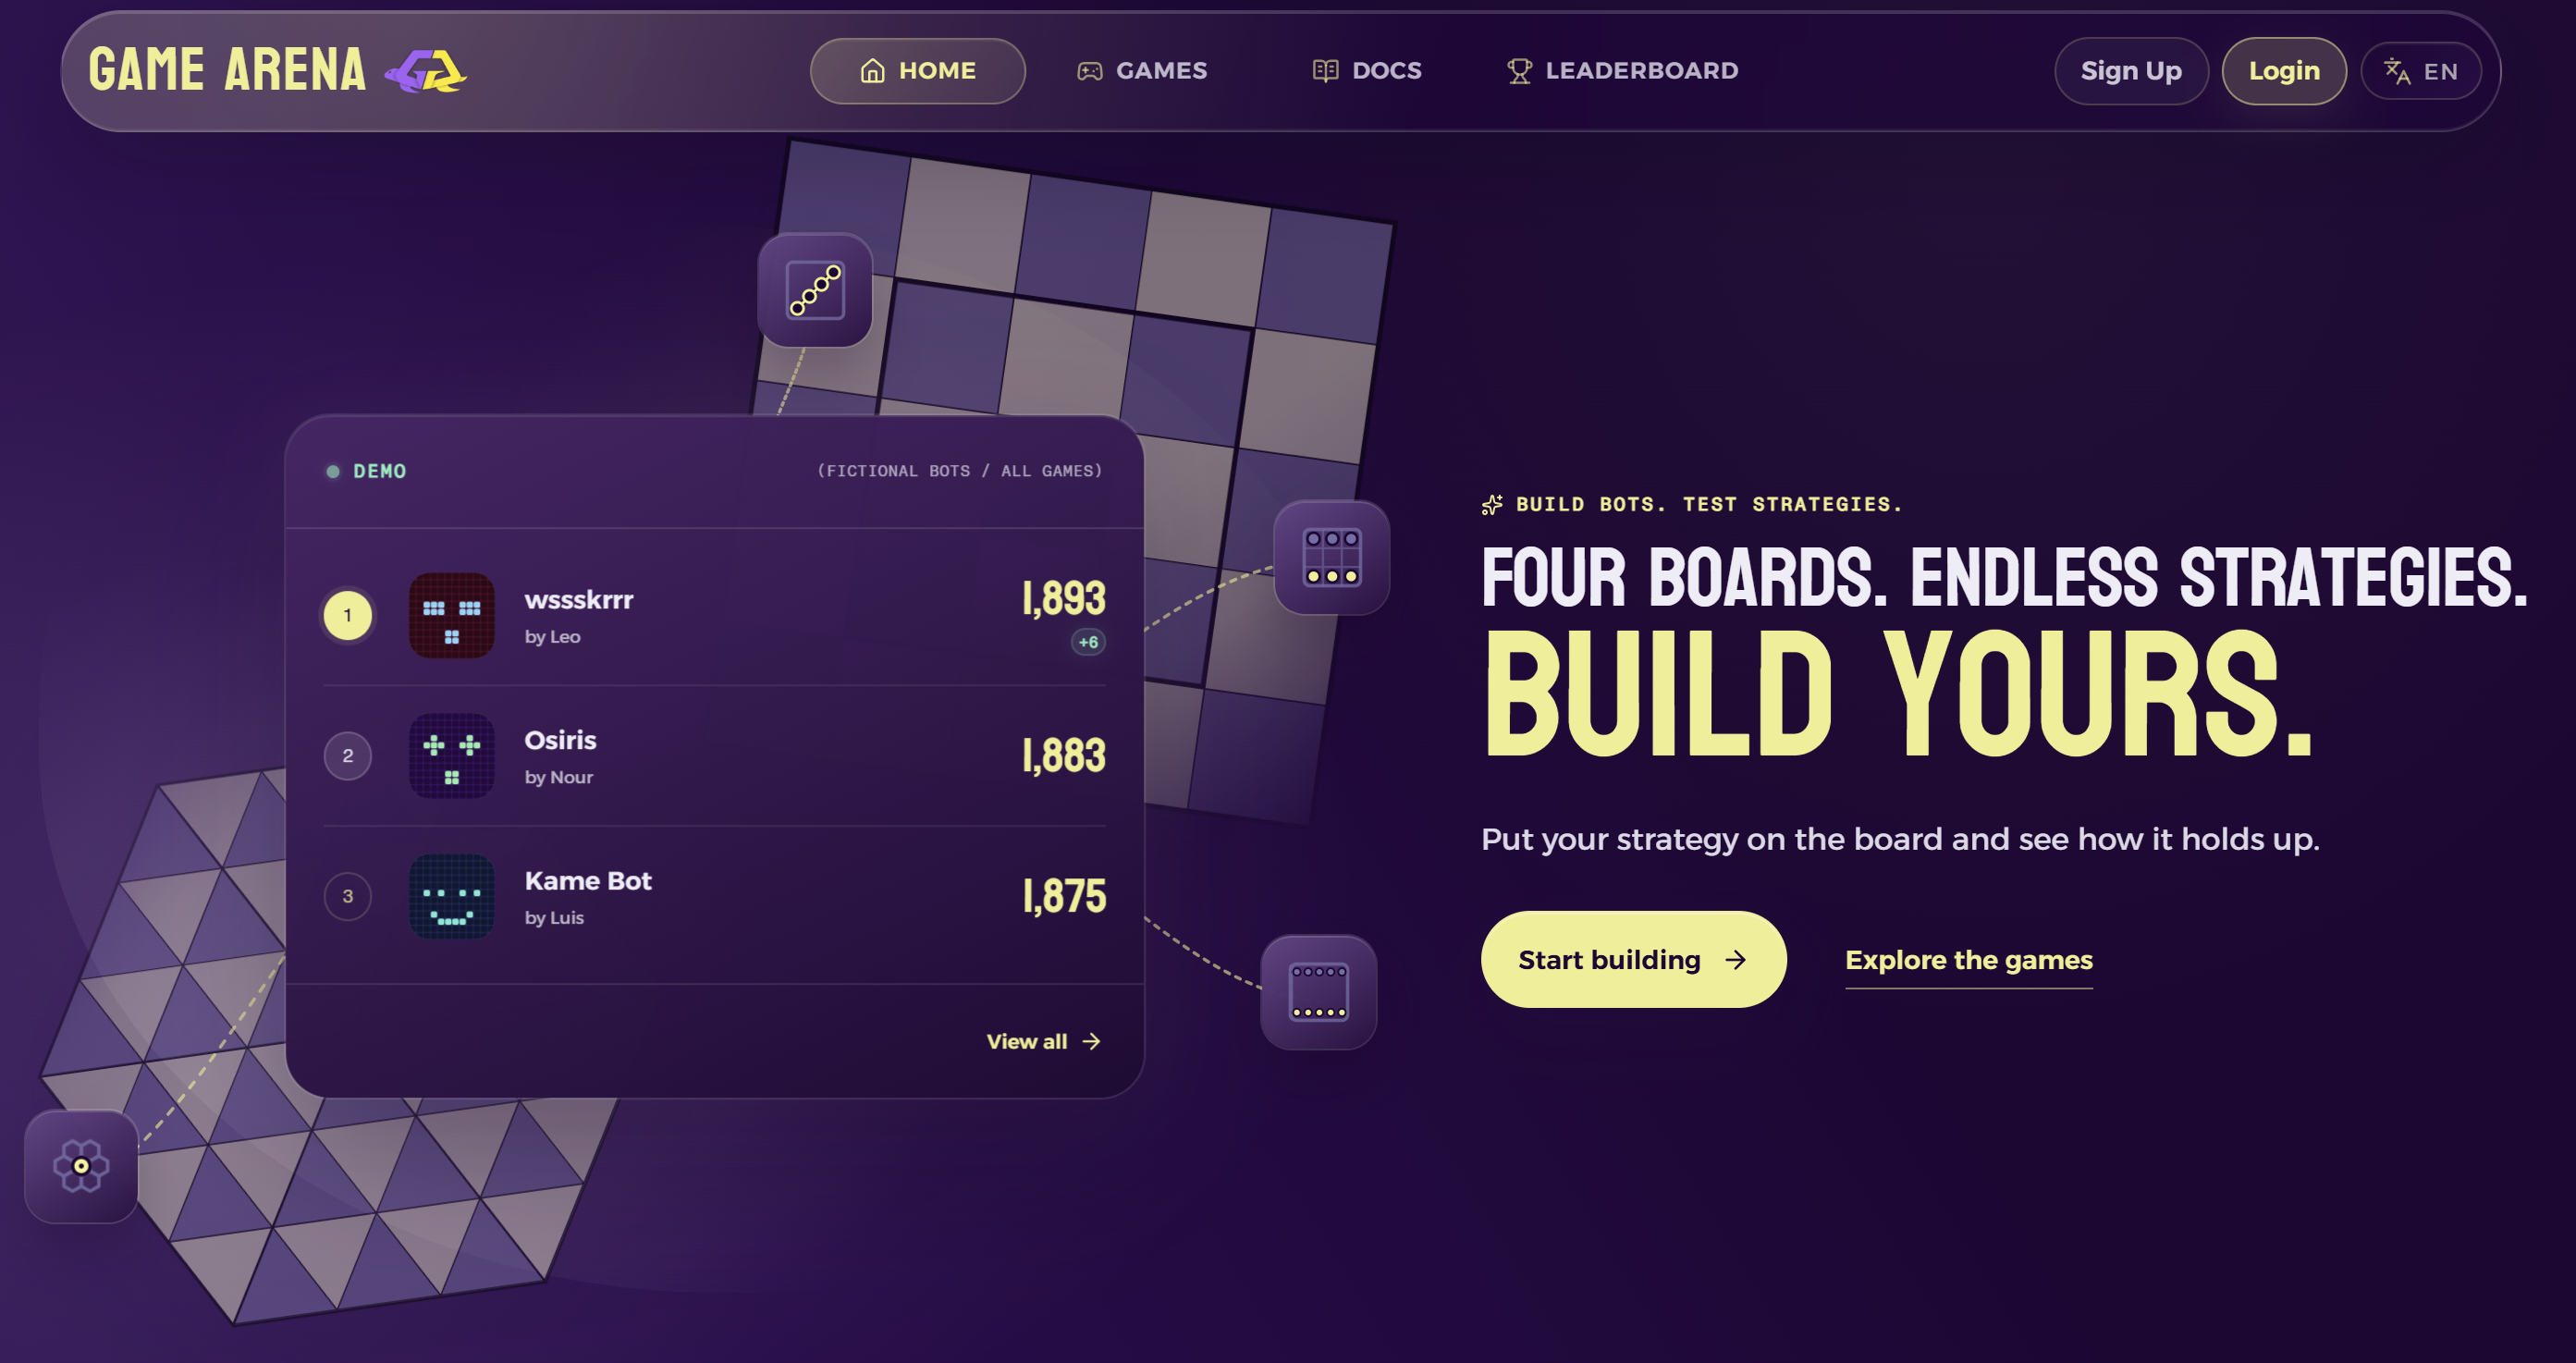 GAME ARENA
HOME
GAMES
DOCS
LEADERBOARD
Sign Up
Login
EN
DEMO
(FICTIONAL BOTS / ALL GAMES)
1
wssskrrr
by Leo
1,893
+6
2
Osiris
by Nour
1,883
3
Kame Bot
by Luis
1,875
View all
BUILD BOTS. TEST STRATEGIES.
FOUR BOARDS. ENDLESS STRATEGIES.
BUILD YOURS.
Put your strategy on the board and see how it holds up.
Start building
Explore the games